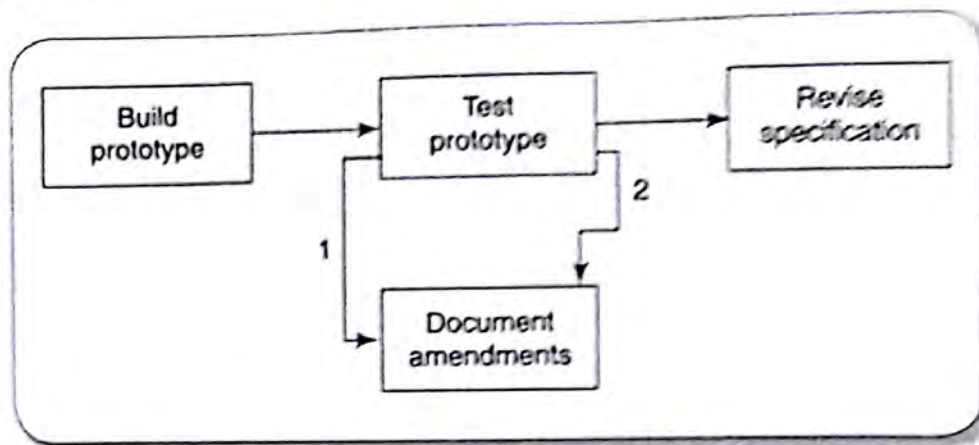 Build
prototype
Test
prototype
Revise
specification
1
2
Document
amendments